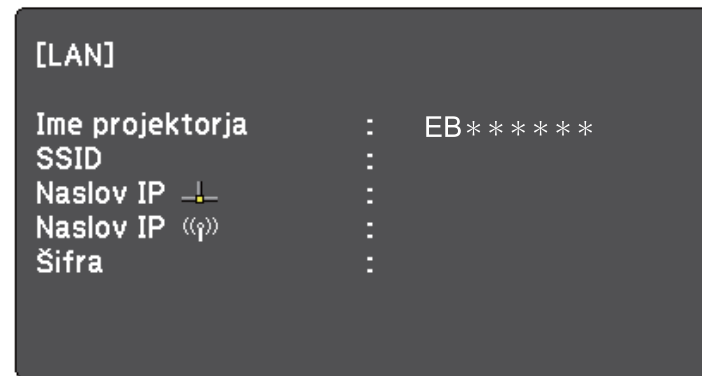 [LAN]
Ime projektorja : EB******
SSID :
Naslov IP :
Naslov IP :
Šifra :